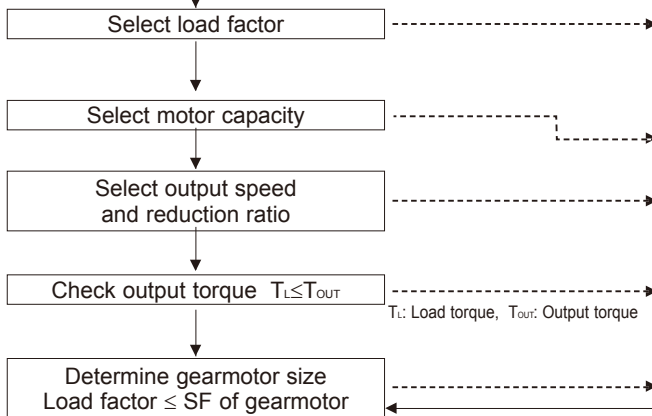 Select load factor
Select motor capacity
Select output speed
and reduction ratio
Check output torque TL≤TOUT
TL: Load torque, TOUT: Output torque
Determine gearmotor size
Load factor ≤ SF of gearmotor